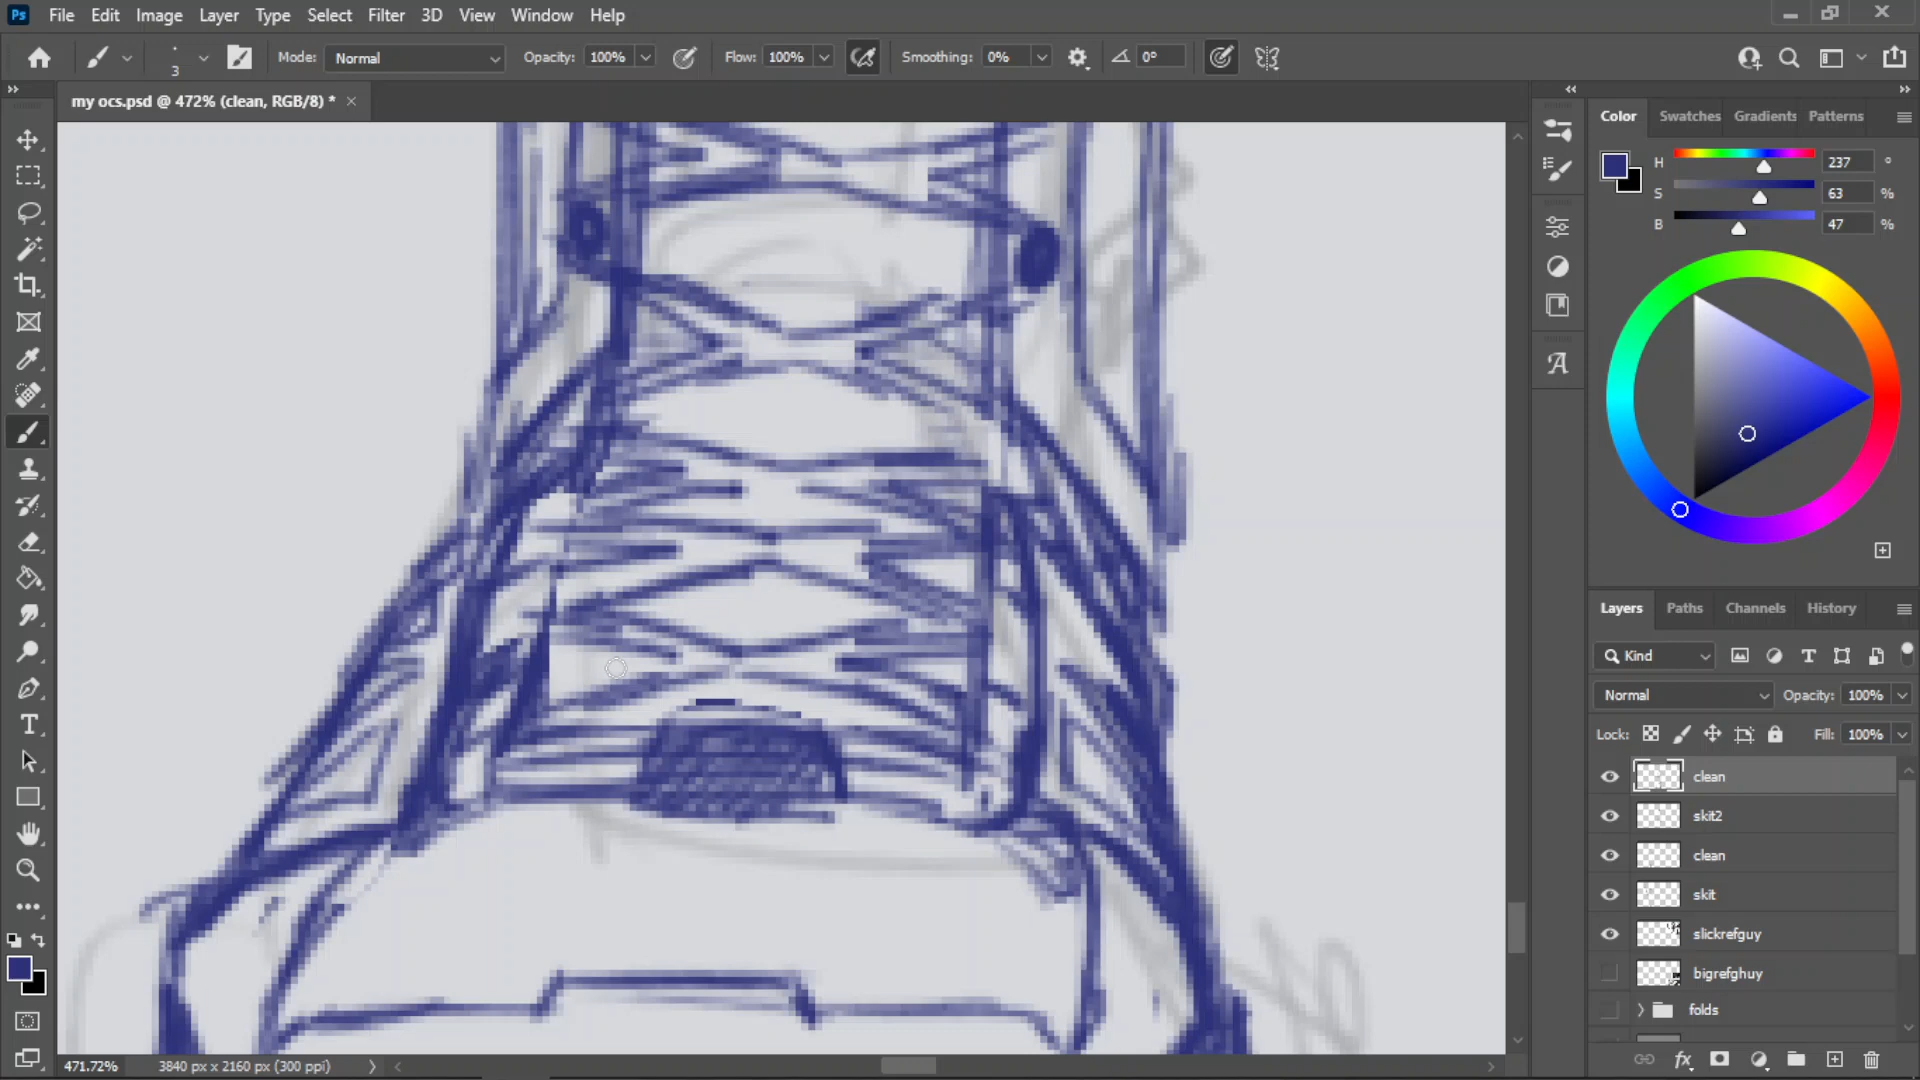 Ps File Edit Image Layer Type Select Filter 3D View Window Help
3 Mode: Normal Opacity: 100% Flow: 100% Smoothing: 0% 0°
my ocs.psd @ 472% (clean, RGB/8) *
Color Swatches Gradients Patterns
H 237 °
S 63 %
B 47 %
Layers Paths Channels History
Kind
Normal Opacity: 100%
Lock: Fill: 100%
clean
skit2
clean
skit
slickrefguy
bigrefghuy
folds
471.72% 3840 px x 2160 px (300 ppi)